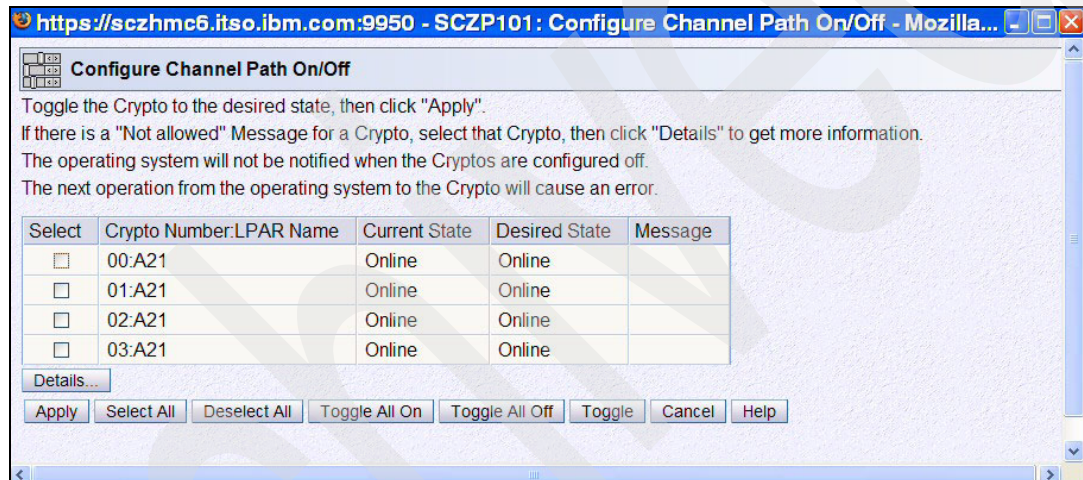 https://sczhmc6.itso.ibm.com:9950 - SCZP101: Configure Channel Path On/Off - Mozilla...
Configure Channel Path On/Off
Toggle the Crypto to the desired state, then click "Apply".
If there is a "Not allowed" Message for a Crypto, select that Crypto, then click "Details" to get more information.
The operating system will not be notified when the Cryptos are configured off.
The next operation from the operating system to the Crypto will cause an error.
Select Crypto Number:LPAR Name Current State Desired State Message
00:A21 Online Online
01:A21 Online Online
02:A21 Online Online
03:A21 Online Online
Details...
Apply Select All Deselect All Toggle All On Toggle All Off Toggle Cancel Help